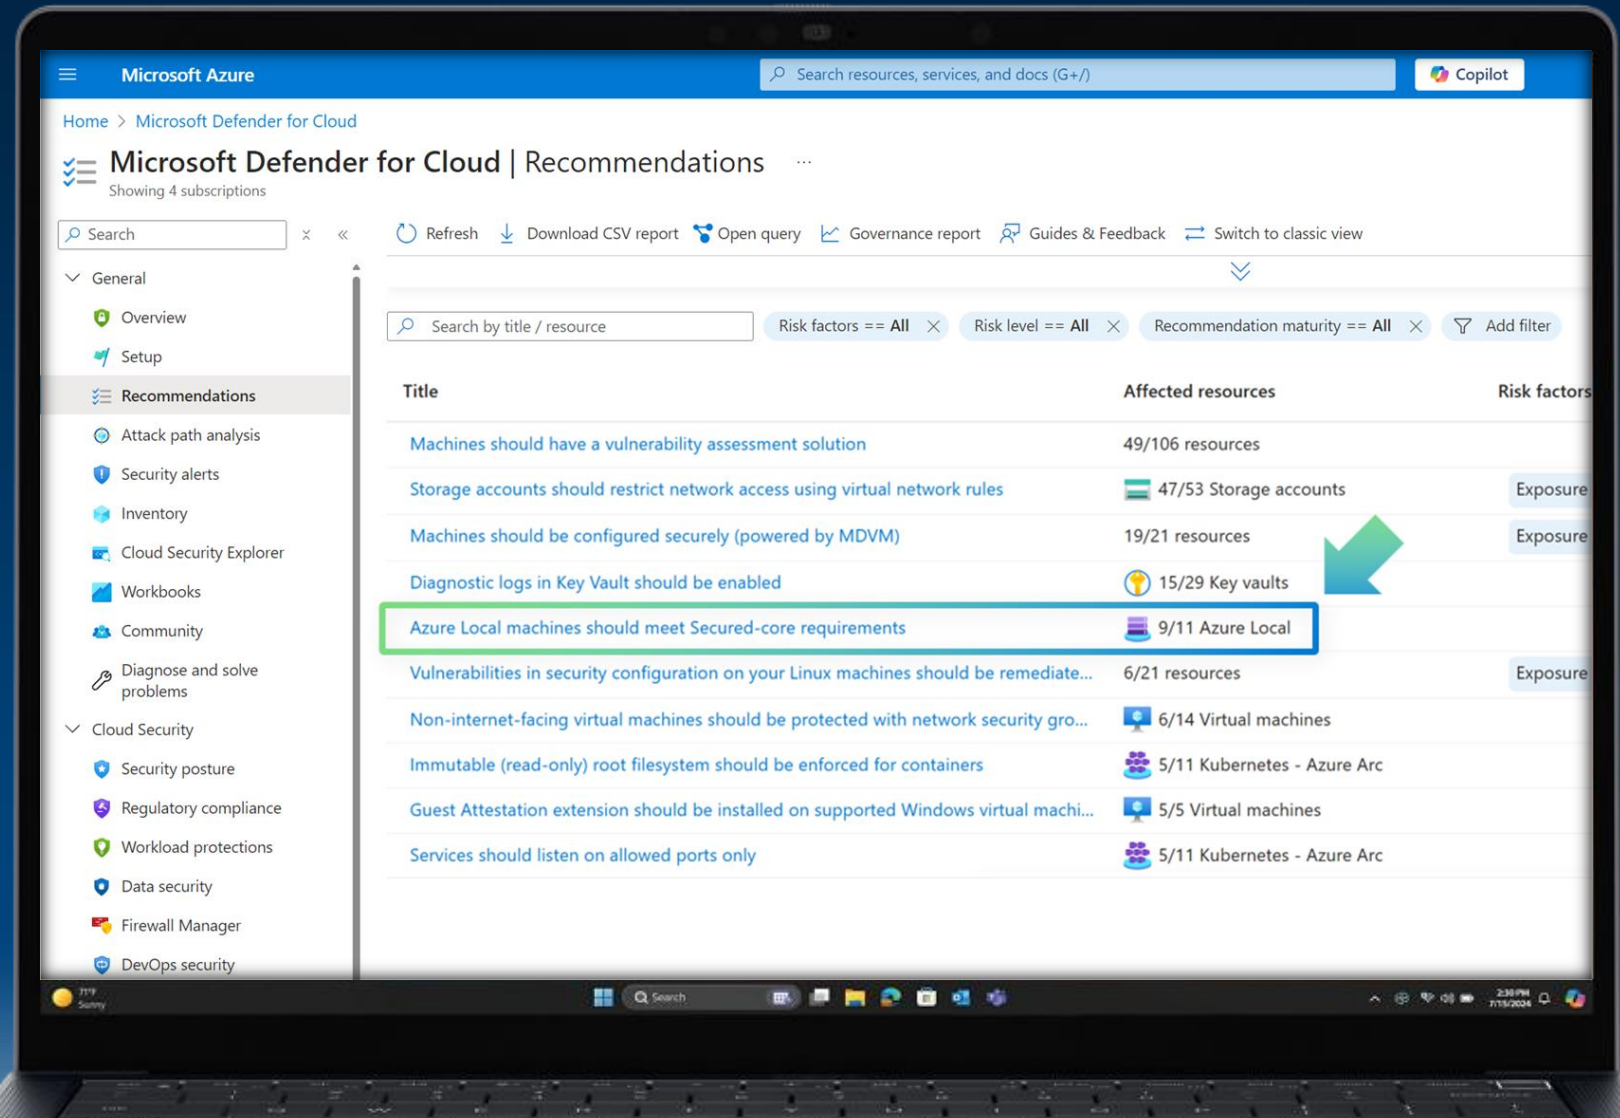 Microsoft Azure
Search resources, services, and docs (G+/)
Copilot
Home > Microsoft Defender for Cloud
Microsoft Defender for Cloud | Recommendations ...
Showing 4 subscriptions
Search
Refresh
Download CSV report
Open query
Governance report
Guides & Feedback
Switch to classic view
General
Overview
Setup
Recommendations
Attack path analysis
Security alerts
Inventory
Cloud Security Explorer
Workbooks
Community
Diagnose and solve
problems
Cloud Security
Security posture
Regulatory compliance
Workload protections
Data security
Firewall Manager
DevOps security
Search by title / resource
Risk factors == All
Risk level == All
Recommendation maturity == All
Add filter
Title Affected resources Risk factors
Machines should have a vulnerability assessment solution 49/106 resources
Storage accounts should restrict network access using virtual network rules 47/53 Storage accounts Exposure
Machines should be configured securely (powered by MDVM) 19/21 resources Exposure
Diagnostic logs in Key Vault should be enabled 15/29 Key vaults
Azure Local machines should meet Secured-core requirements 9/11 Azure Local
Vulnerabilities in security configuration on your Linux machines should be remediate... 6/21 resources Exposure
Non-internet-facing virtual machines should be protected with network security gro... 6/14 Virtual machines
Immutable (read-only) root filesystem should be enforced for containers 5/11 Kubernetes - Azure Arc
Guest Attestation extension should be installed on supported Windows virtual machi... 5/5 Virtual machines
Services should listen on allowed ports only 5/11 Kubernetes - Azure Arc
71°F
Sunny
Search
2:30 PM
7/15/2024